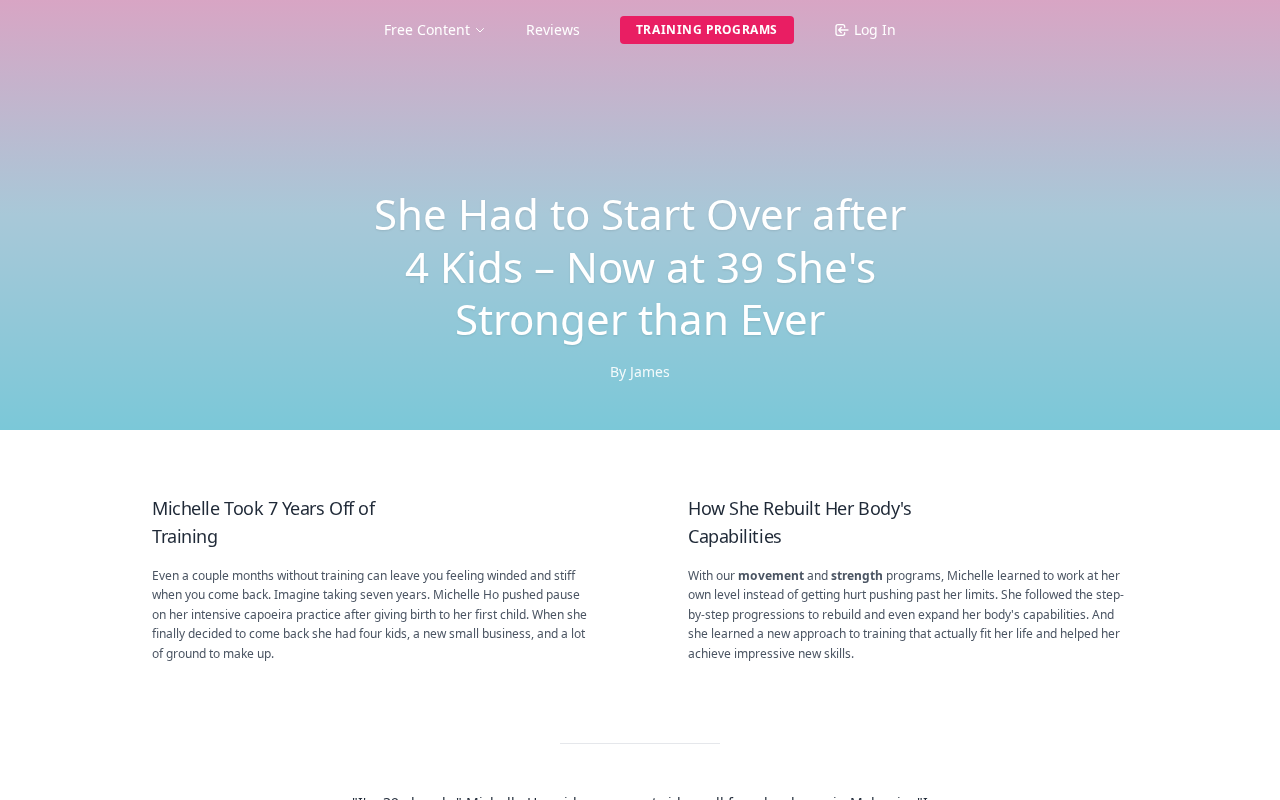 Free Content
Reviews
TRAINING PROGRAMS
Log In
She Had to Start Over after
4 Kids – Now at 39 She's
Stronger than Ever
By James
Michelle Took 7 Years Off of
Training
Even a couple months without training can leave you feeling winded and stiff
when you come back. Imagine taking seven years. Michelle Ho pushed pause
on her intensive capoeira practice after giving birth to her first child. When she
finally decided to come back she had four kids, a new small business, and a lot
of ground to make up.
How She Rebuilt Her Body's
Capabilities
With our movement and strength programs, Michelle learned to work at her
own level instead of getting hurt pushing past her limits. She followed the step-
by-step progressions to rebuild and even expand her body's capabilities. And
she learned a new approach to training that actually fit her life and helped her
achieve impressive new skills.